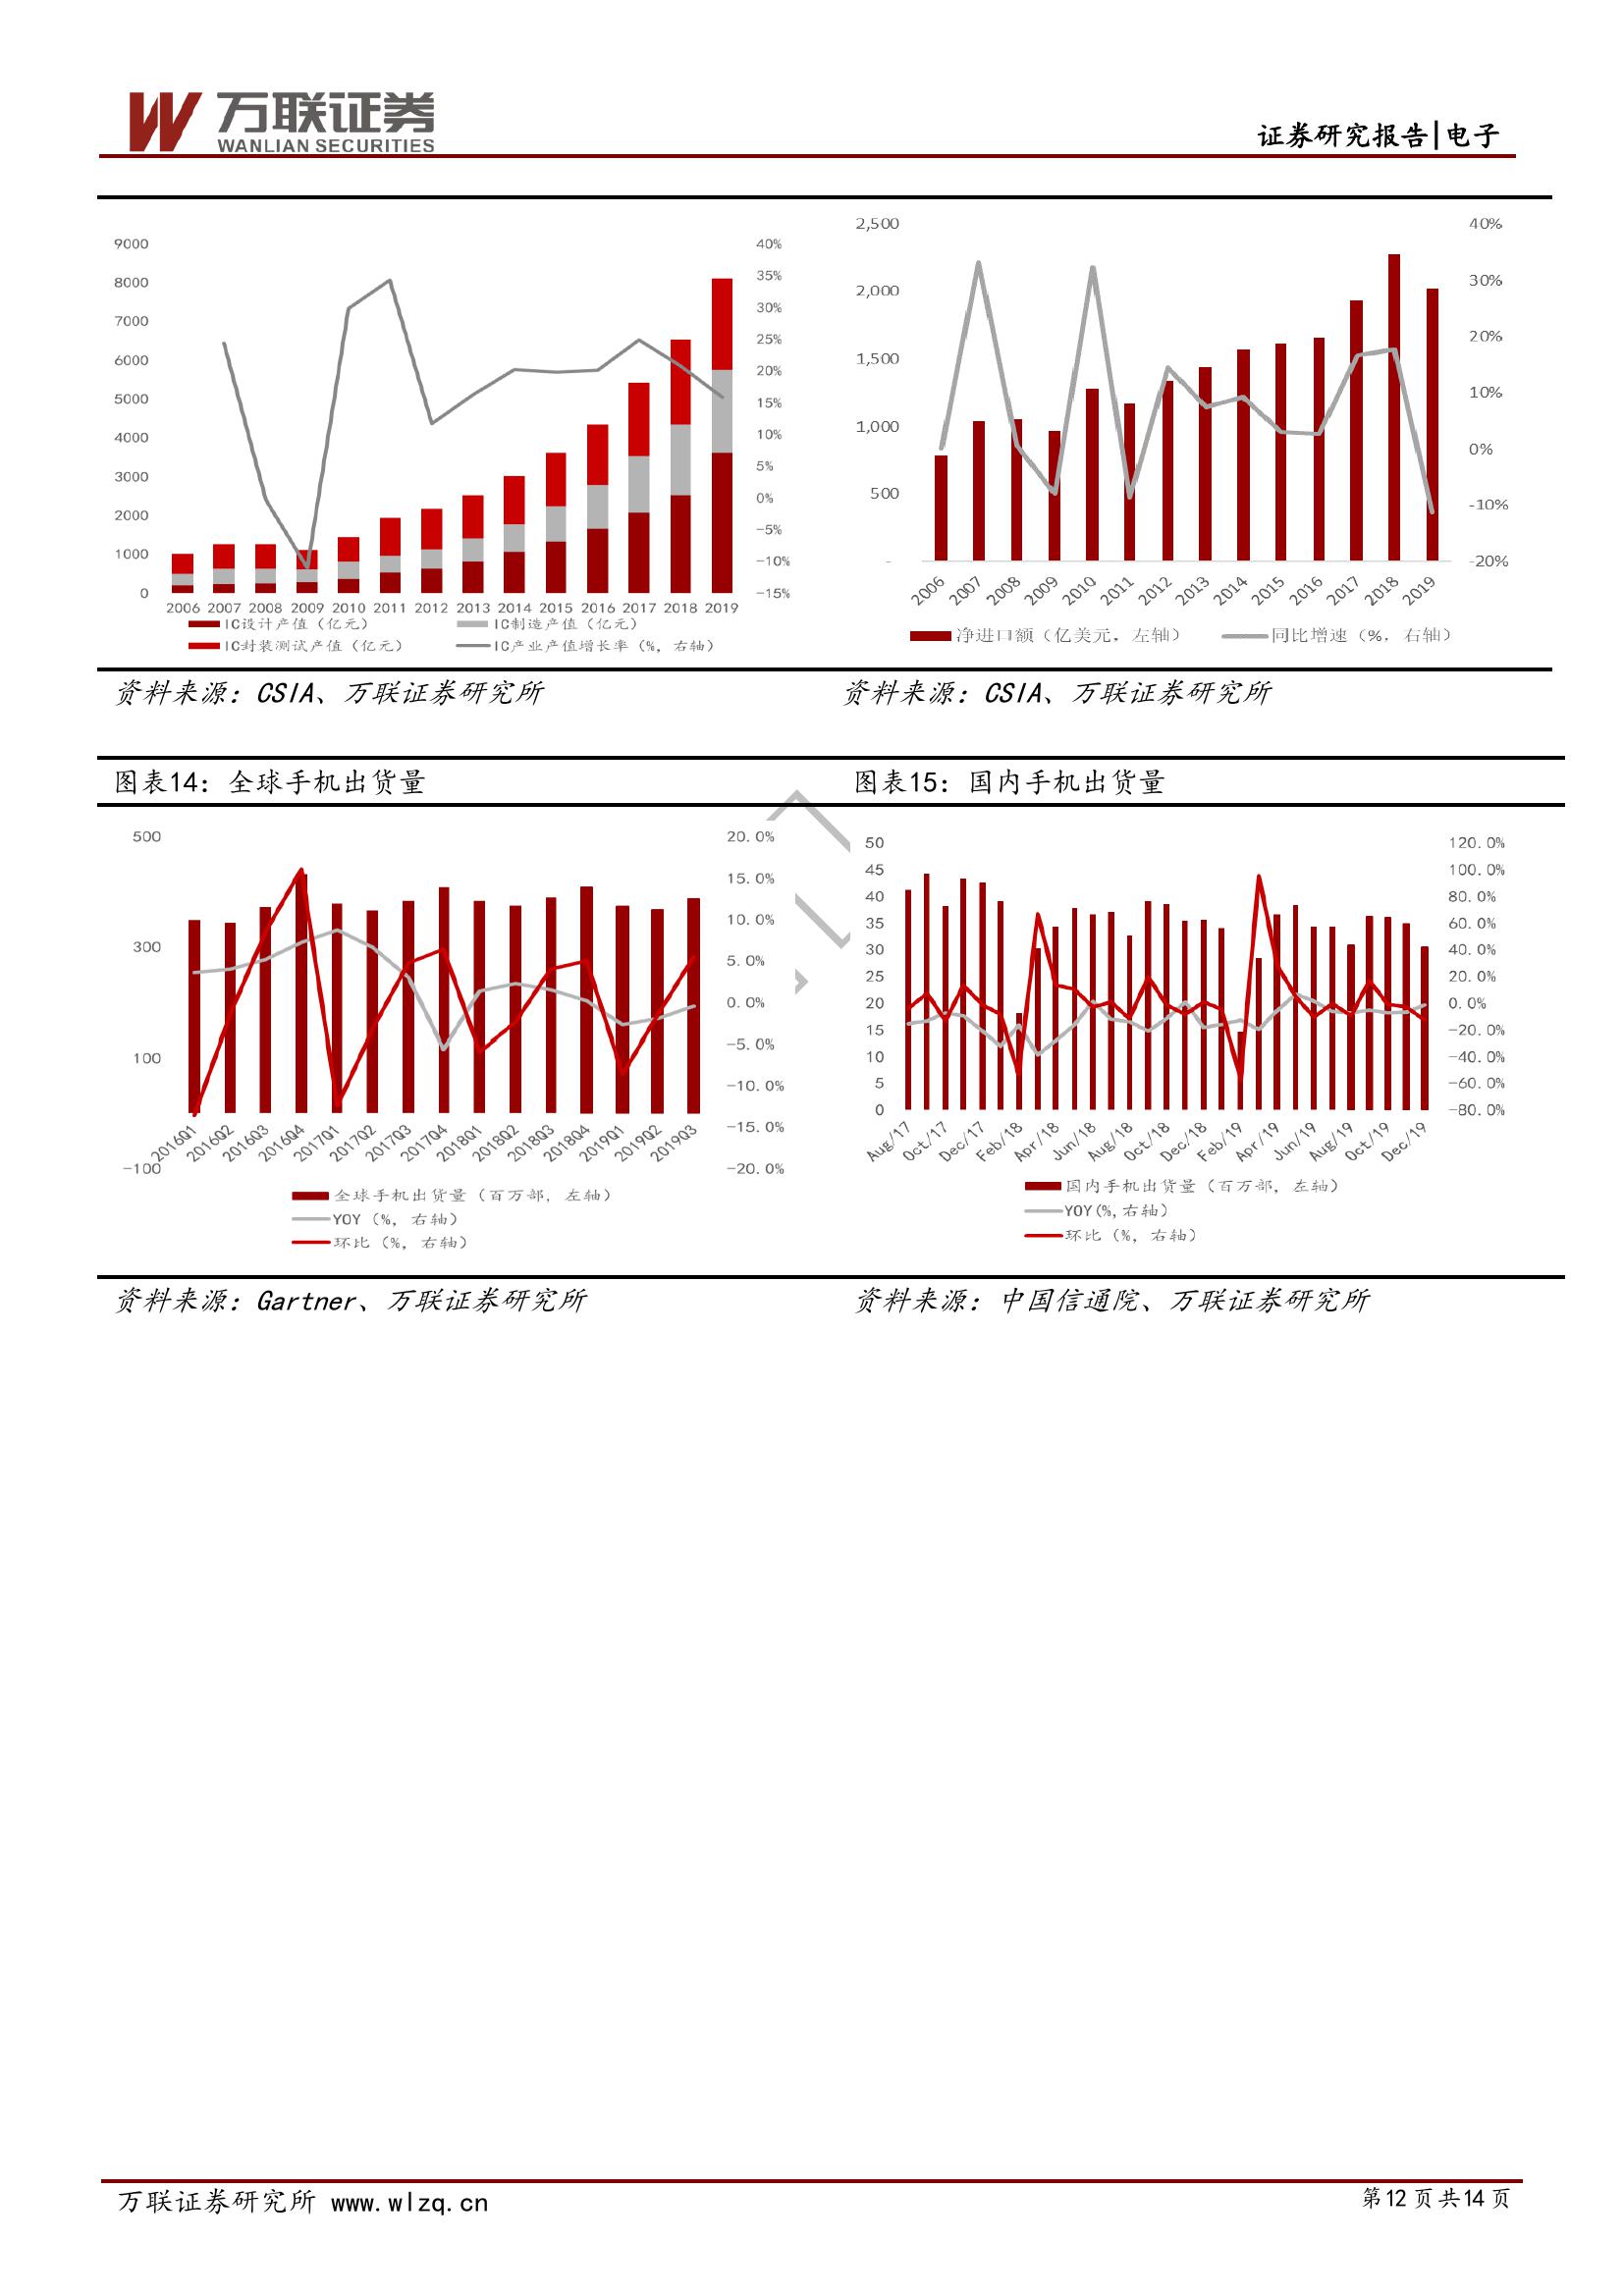 万联证券
WANLIAN SECURITIES
证券研究报告|电子
9000
8000
7000
6000
5000
4000
3000
2000
1000
0
40%
35%
30%
25%
20%
15%
10%
5%
0%
-5%
-10%
-15%
2006 2007 2008 2009 2010 2011 2012 2013 2014 2015 2016 2017 2018 2019
IC设计产值（亿元） IC制造产值（亿元）
IC封装测试产值（亿元） IC产业产值增长率（%，右轴）
2,500
2,000
1,500
1,000
500
-
40%
30%
20%
10%
0%
-10%
-20%
2006 2007 2008 2009 2010 2011 2012 2013 2014 2015 2016 2017 2018 2019
净进口额（亿美元，左轴） 同比增速（%，右轴）
资料来源：CSIA、万联证券研究所
资料来源：CSIA、万联证券研究所
图表14：全球手机出货量
图表15：国内手机出货量
500
300
100
-100
20.0%
15.0%
10.0%
5.0%
0.0%
-5.0%
-10.0%
-15.0%
-20.0%
2016Q1 2016Q2 2016Q3 2016Q4 2017Q1 2017Q2 2017Q3 2017Q4 2018Q1 2018Q2 2018Q3 2018Q4 2019Q1 2019Q2 2019Q3
全球手机出货量（百万部，左轴）
YOY（%，右轴）
环比（%，右轴）
50
45
40
35
30
25
20
15
10
5
0
120.0%
100.0%
80.0%
60.0%
40.0%
20.0%
0.0%
-20.0%
-40.0%
-60.0%
-80.0%
Aug/17 Oct/17 Dec/17 Feb/18 Apr/18 Jun/18 Aug/18 Oct/18 Dec/18 Feb/19 Apr/19 Jun/19 Aug/19 Oct/19 Dec/19
国内手机出货量（百万部，左轴）
YOY(%,右轴）
环比（%，右轴）
资料来源：Gartner、万联证券研究所
资料来源：中国信通院、万联证券研究所
万联证券研究所 www.wlzq.cn
第12页共14页